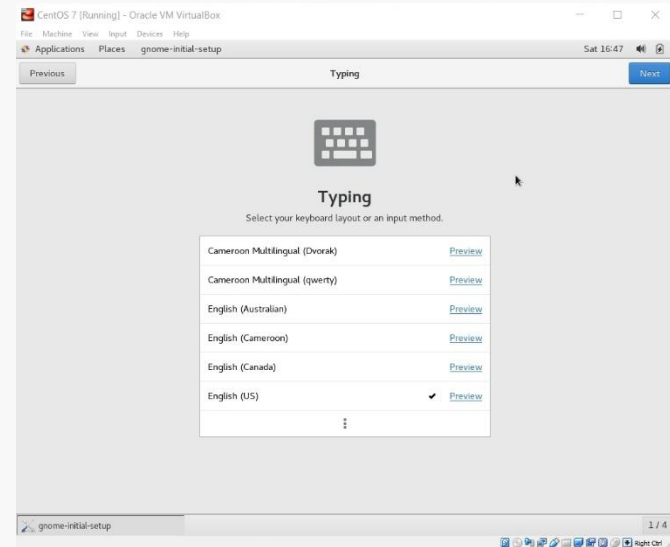 CentOS 7 [Running] - Oracle VM VirtualBox
File Machine View Input Devices Help
Applications Places gnome-initial-setup Sat 16:47
Previous Typing Next
Typing
Select your keyboard layout or an input method.
Cameroon Multilingual (Dvorak) Preview
Cameroon Multilingual (qwerty) Preview
English (Australian) Preview
English (Cameroon) Preview
English (Canada) Preview
English (US) Preview
gnome-initial-setup 1 / 4
Right Ctrl